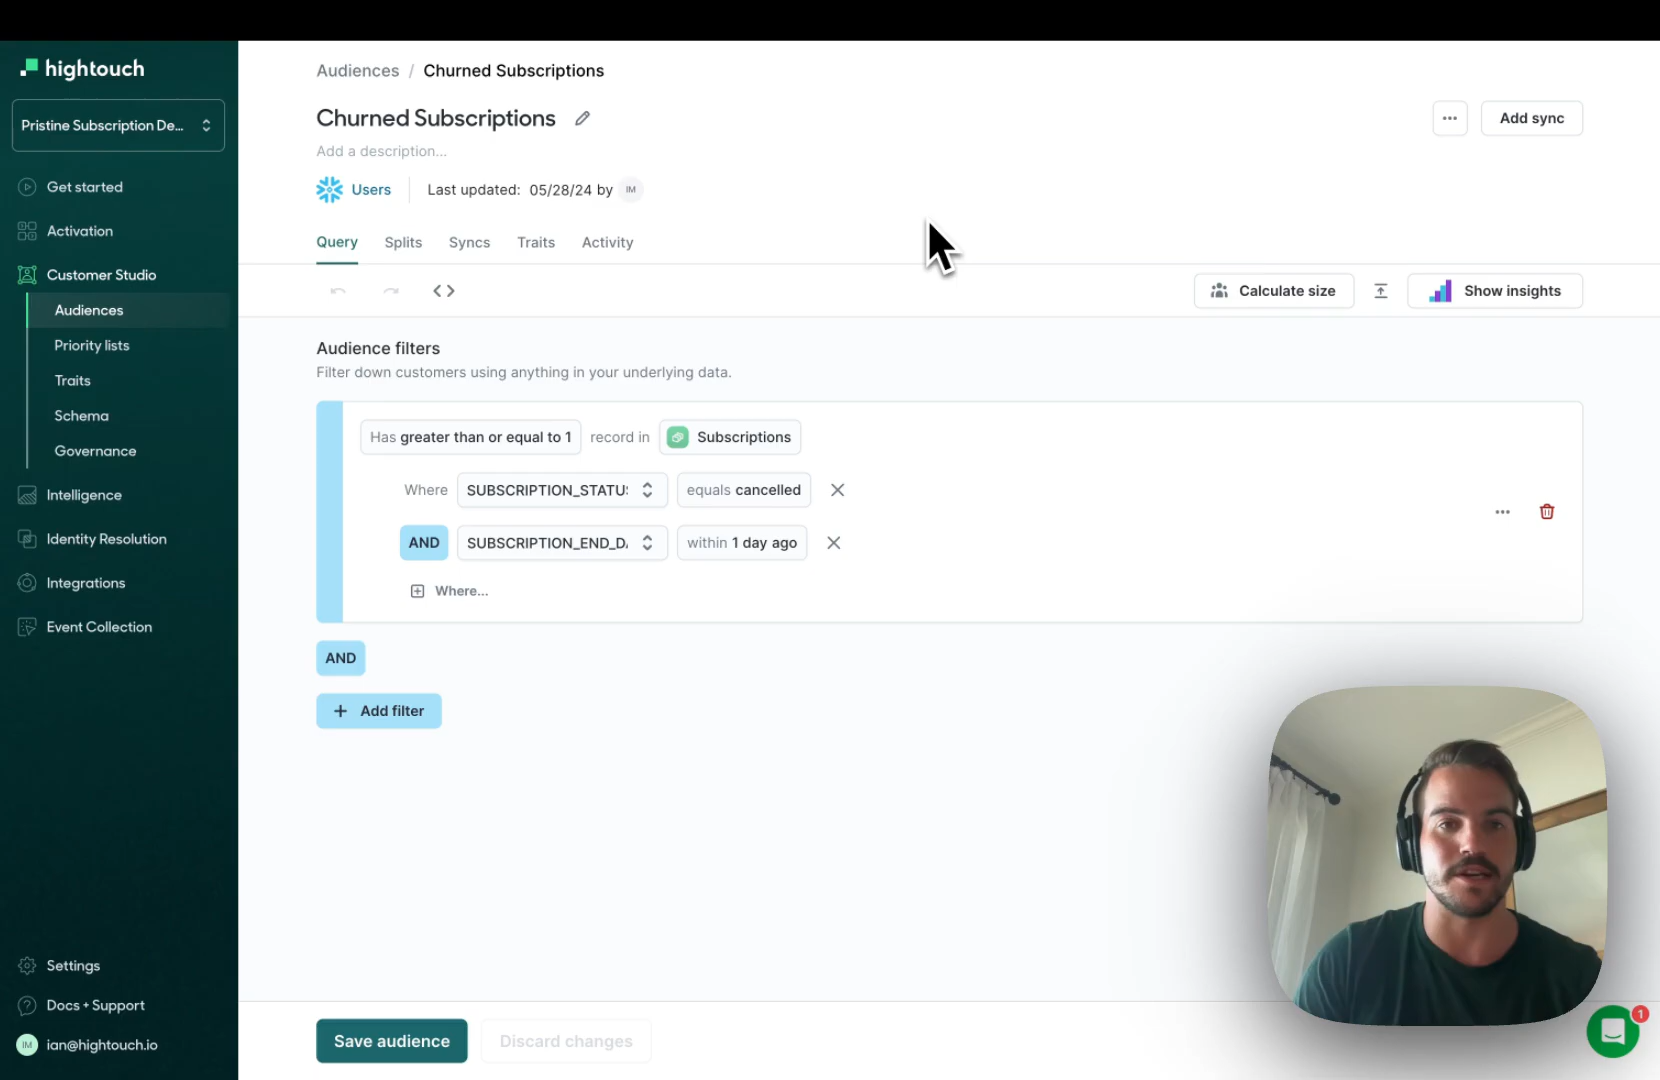 hightouch
Pristine Subscription De...
Get started
Activation
Customer Studio
Audiences
Priority lists
Traits
Schema
Governance
Intelligence
Identity Resolution
Integrations
Event Collection
Settings
Docs + Support
IM ian@hightouch.io
Audiences / Churned Subscriptions
Churned Subscriptions
Add a description...
Users Last updated: 05/28/24 by IM
... Add sync
Query Splits Syncs Traits Activity
< > Calculate size Show insights
Audience filters
Filter down customers using anything in your underlying data.
Has greater than or equal to 1 record in Subscriptions
Where SUBSCRIPTION_STATU equals cancelled
AND SUBSCRIPTION_END_D within 1 day ago
Where...
AND
+ Add filter
Save audience Discard changes
1